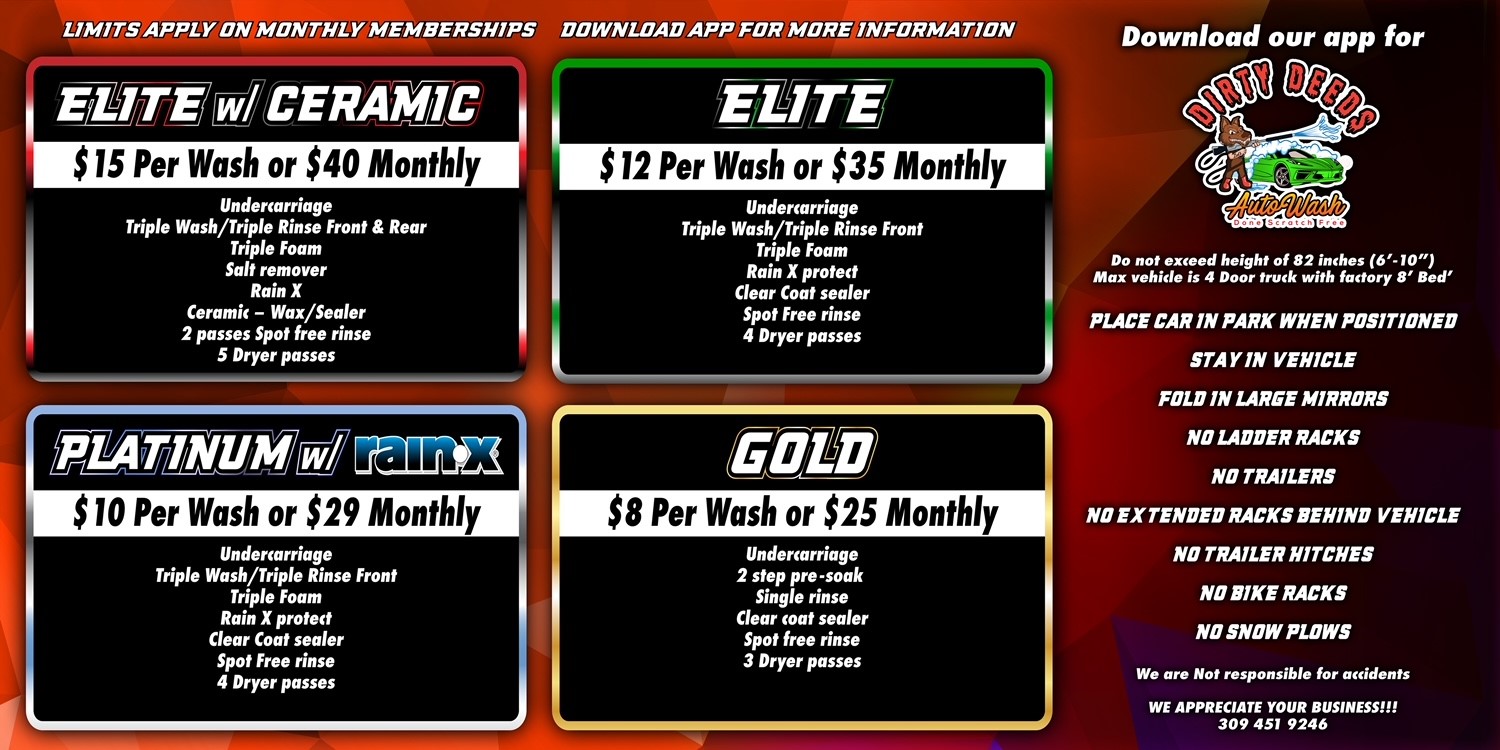 LIMITS APPLY ON MONTHLY MEMBERSHIPS DOWNLOAD APP FOR MORE INFORMATION
ELITE w/ CERAMIC
$15 Per Wash or $40 Monthly
Undercarriage
Triple Wash/Triple Rinse Front & Rear
Triple Foam
Salt remover
Rain X
Ceramic – Wax/Sealer
2 passes Spot free rinse
5 Dryer passes
ELITE
$12 Per Wash or $35 Monthly
Undercarriage
Triple Wash/Triple Rinse Front
Triple Foam
Rain X protect
Clear Coat sealer
Spot Free rinse
4 Dryer passes
PLATINUM w/ rain·x
$10 Per Wash or $29 Monthly
Undercarriage
Triple Wash/Triple Rinse Front
Triple Foam
Rain X protect
Clear Coat sealer
Spot Free rinse
4 Dryer passes
GOLD
$8 Per Wash or $25 Monthly
Undercarriage
2 step pre-soak
Single rinse
Clear coat sealer
Spot free rinse
3 Dryer passes
Download our app for
DIRTY DEEDS
Auto Wash
Done Scratch Free
Do not exceed height of 82 inches (6'-10")
Max vehicle is 4 Door truck with factory 8' Bed'
PLACE CAR IN PARK WHEN POSITIONED
STAY IN VEHICLE
FOLD IN LARGE MIRRORS
NO LADDER RACKS
NO TRAILERS
NO EXTENDED RACKS BEHIND VEHICLE
NO TRAILER HITCHES
NO BIKE RACKS
NO SNOW PLOWS
We are Not responsible for accidents
WE APPRECIATE YOUR BUSINESS!!!
309 451 9246